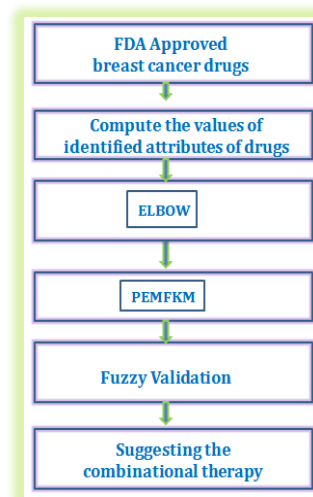 FDA Approved
breast cancer drugs
Compute the values of
identified attributes of drugs
ELBOW
PEMFKM
Fuzzy Validation
Suggesting the
combinational therapy